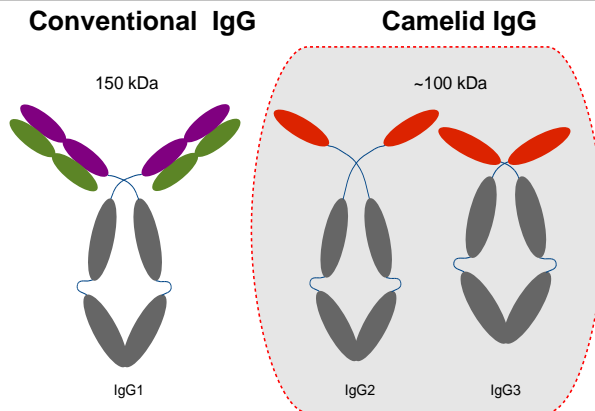 Conventional IgG
Camelid IgG
150 kDa
~100 kDa
IgG1
IgG2
IgG3